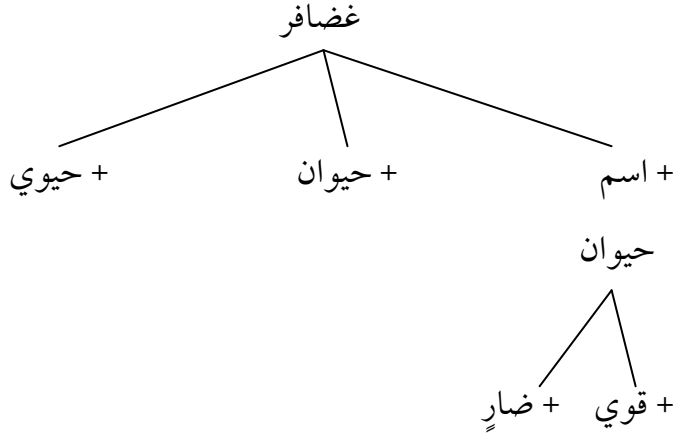 غضافر
+ اسم + حيوان + حيوي
حيوان
+ قوي + ضارٍ